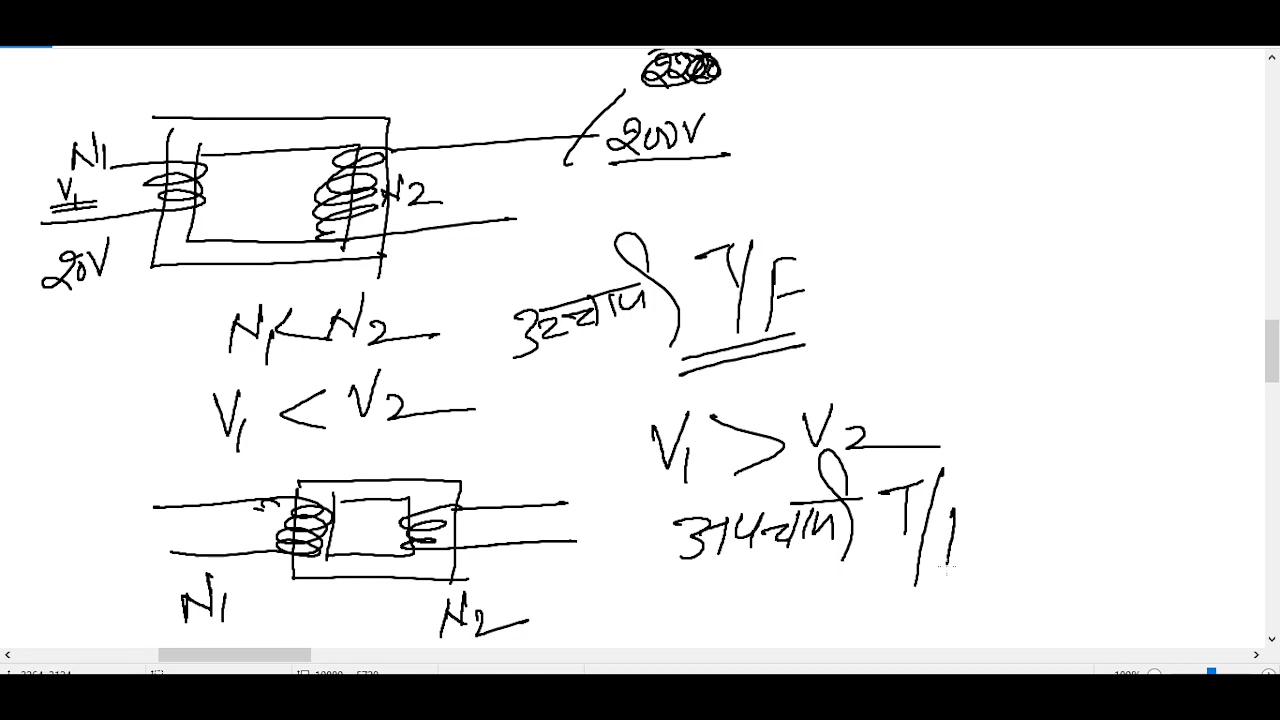 200V
N1
V1
N2
20V
N1 < N2
उच्चायी T/F
V1 < V2
V1 > V2
अपचायी T/
N1
N2